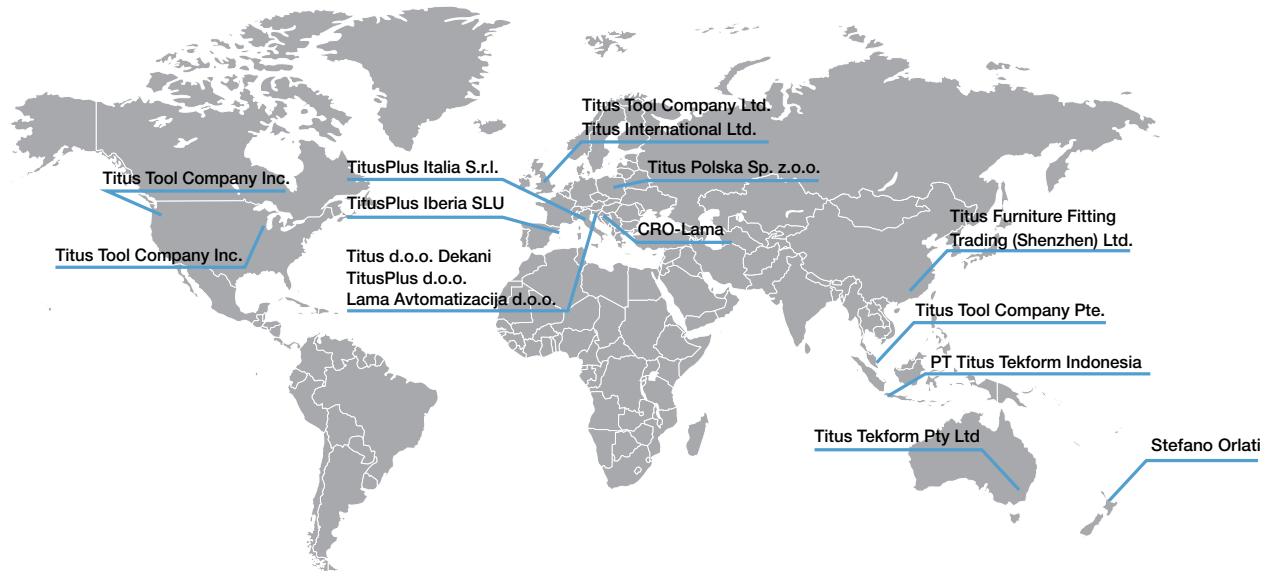 Titus Tool Company Ltd.
Titus International Ltd.
TitusPlus Italia S.r.l.
Titus Polska Sp. z.o.o.
Titus Tool Company Inc.
TitusPlus Iberia SLU
CRO-Lama
Titus Furniture Fitting
Trading (Shenzhen) Ltd.
Titus Tool Company Inc.
Titus d.o.o. Dekani
TitusPlus d.o.o.
Lama Avtomatizacija d.o.o.
Titus Tool Company Pte.
PT Titus Tekform Indonesia
Titus Tekform Pty Ltd
Stefano Orlati